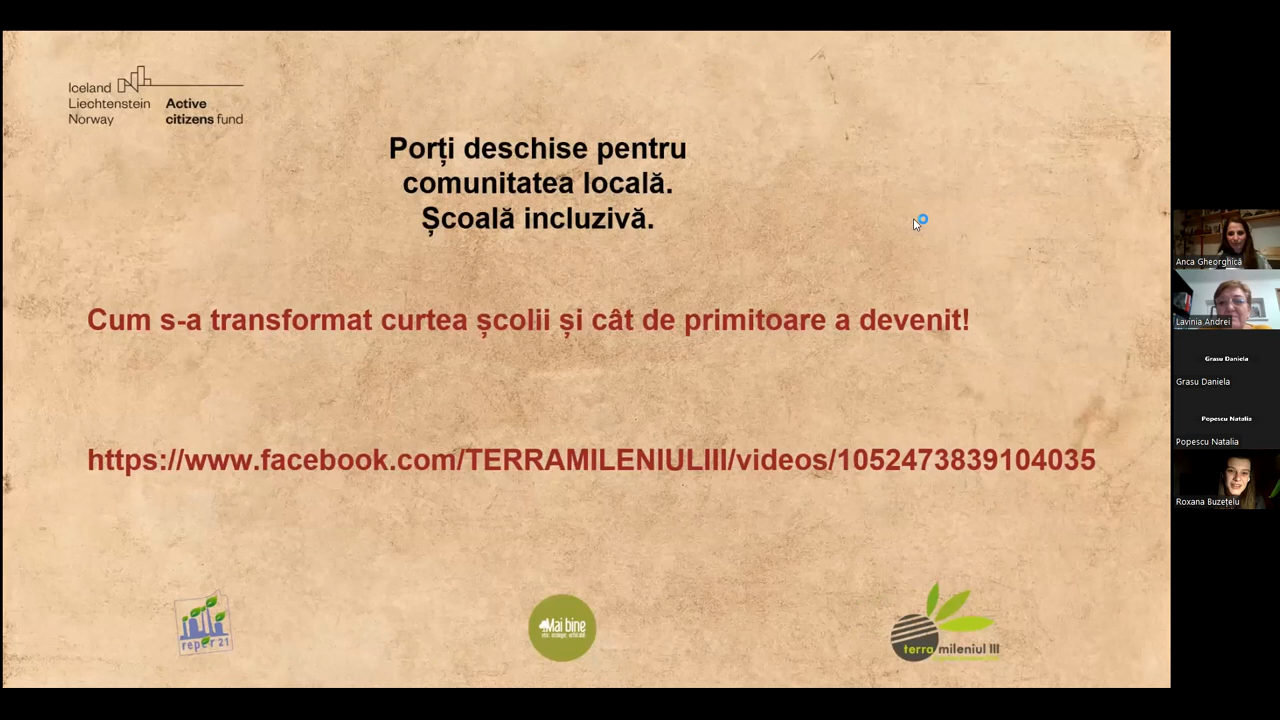 Iceland
Liechtenstein
Norway
Active
citizens fund
Porți deschise pentru
comunitatea locală.
Școală incluzivă.
Cum s-a transformat curtea școlii și cât de primitoare a devenit!
https://www.facebook.com/TERRAMILENIULIII/videos/1052473839104035
reper21
Mai bine
terra mileniul III
Anca Gheorghică
Lavinia Andrei
Grasu Daniela
Grasu Daniela
Popescu Natalia
Popescu Natalia
Roxana Buzețelu